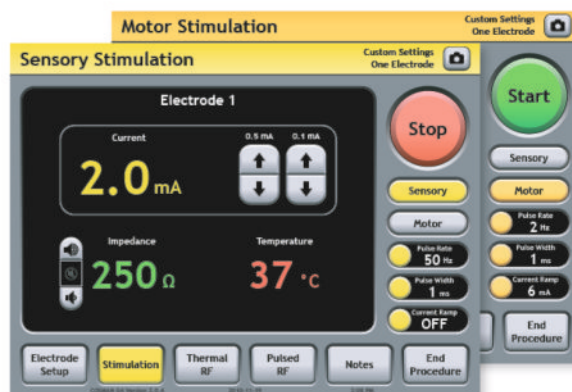 Motor Stimulation
Custom Settings
One Electrode
Sensory Stimulation
Custom Settings
One Electrode
Electrode 1
Current
0.5 mA
0.1 mA
2.0 mA
Impedance
250 Ω
Temperature
37 °C
Stop
Sensory
Motor
Pulse Rate
50 Hz
Pulse Width
1 ms
Current Ramp
OFF
Start
Sensory
Motor
Pulse Rate
2 Hz
Pulse Width
1 ms
Current Ramp
6 mA
End
Procedure
Electrode
Setup
Stimulation
Thermal
RF
Pulsed
RF
Notes
End
Procedure